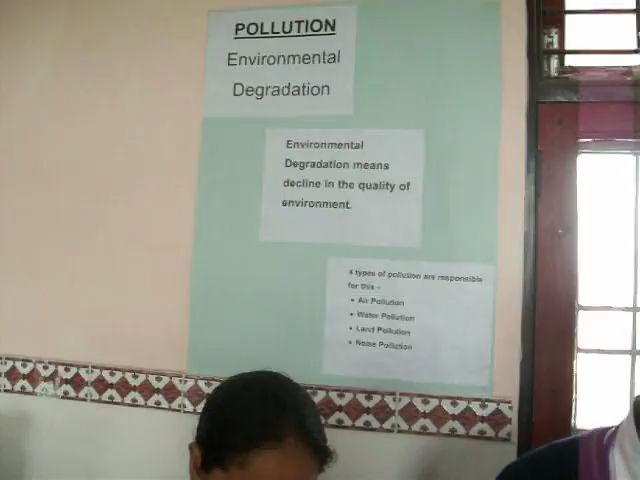 POLLUTION
Environmental
Degradation
Environmental
Degradation means
decline in the quality of
environment.
4 types of pollution are responsible
for this -
• Air Pollution
• Water Pollution
• Land Pollution
• Noise Pollution